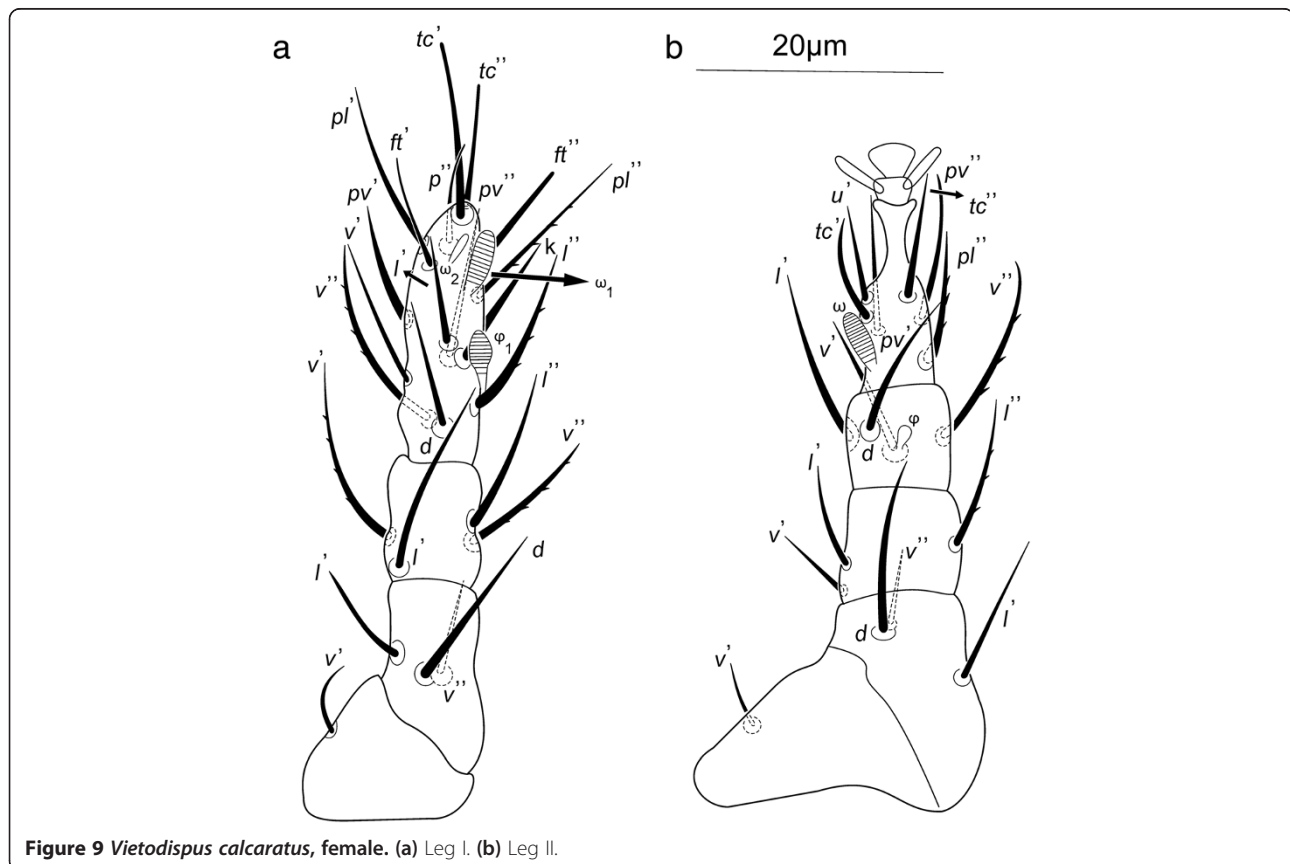 a
b
20µm
tc'
tc''
pl'
ft'
p''
pv''
ft''
pl''
pv'
v'
v''
l'
ω2
k
l''
ω1
φ1
v'
l''
v''
d
l'
l'
d
v'
v''
pv''
u'
tc''
tc'
pl''
l'
ω
v''
v'
pv'
l''
d
φ
l'
v'
v''
d
l'
v'
Figure 9 Vietodispus calcaratus, female. (a) Leg I. (b) Leg II.